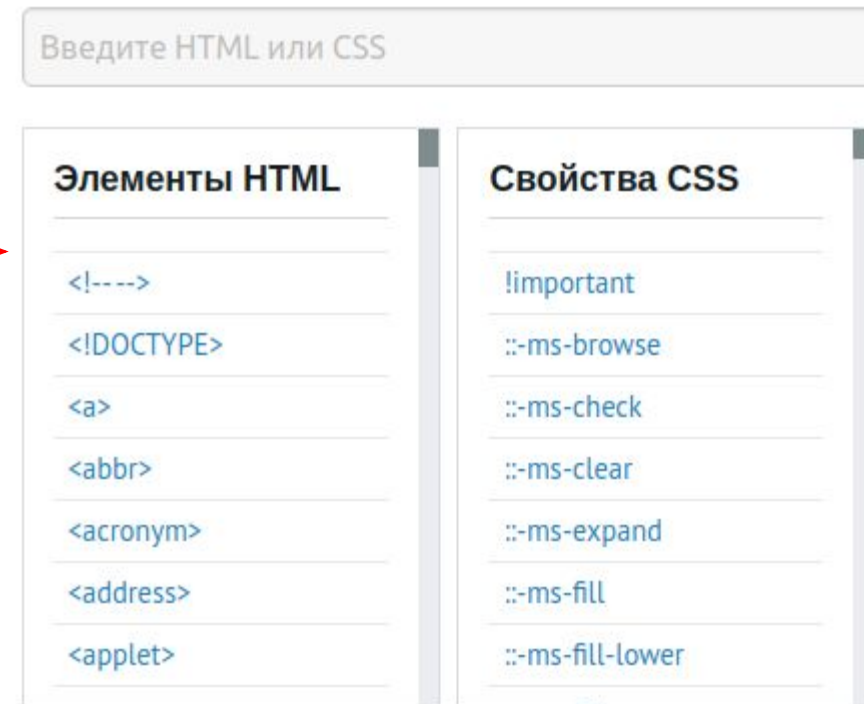 Введите HTML или CSS
Элементы HTML
<!---->
<!DOCTYPE>
<a>
<abbr>
<acronym>
<address>
<applet>
Свойства CSS
!important
::-ms-browse
::-ms-check
::-ms-clear
::-ms-expand
::-ms-fill
::-ms-fill-lower